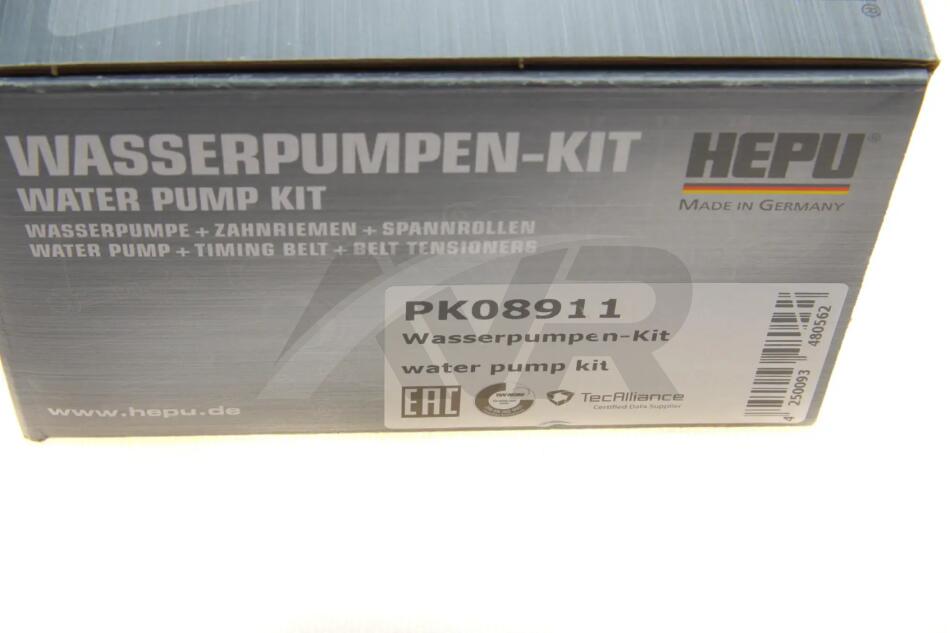 ®
WASSERPUMPEN-KIT
WATER PUMP KIT
WASSERPUMPE + ZAHNRIEMEN + SPANNROLLEN
WATER PUMP + TIMING BELT + BELT TENSIONERS
HEPU®
MADE IN GERMANY
PK08911
Wasserpumpen-Kit
water pump kit
EAC
TecAlliance
Certified Data Supplier
4 250093 480562
www.hepu.de
AVR